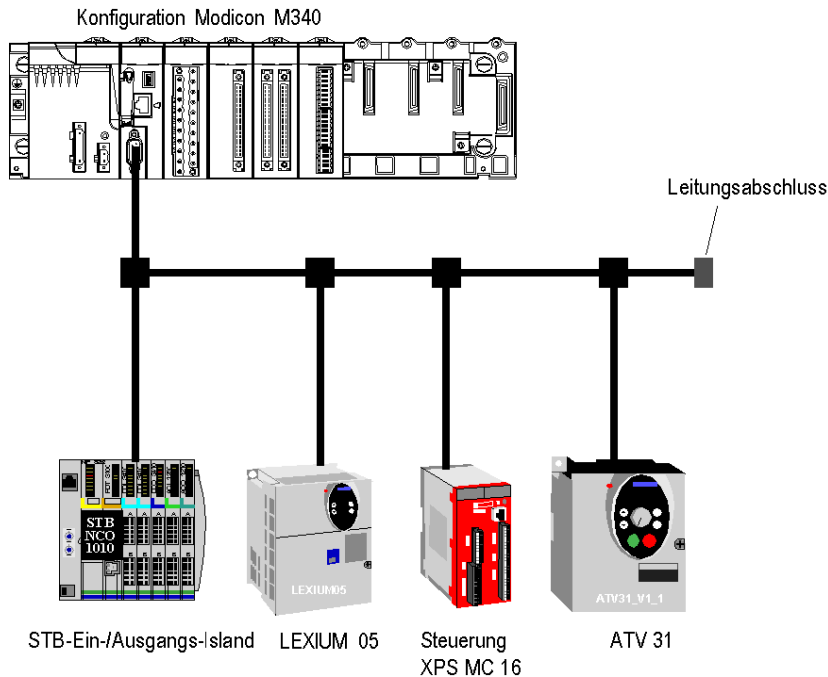 Konfiguration Modicon M340
Leitungsabschluss
STB
NCO
1010
LEXIUM05
ATV31_V1_1
STB-Ein-/Ausgangs-Island
LEXIUM 05
Steuerung
XPS MC 16
ATV 31